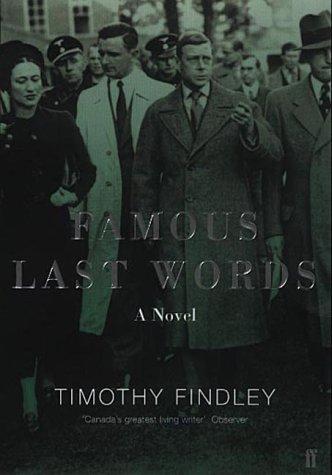 FAMOUS
LAST WORDS
A Novel
TIMOTHY FINDLEY
'Canada's greatest living writer' Observer
ff